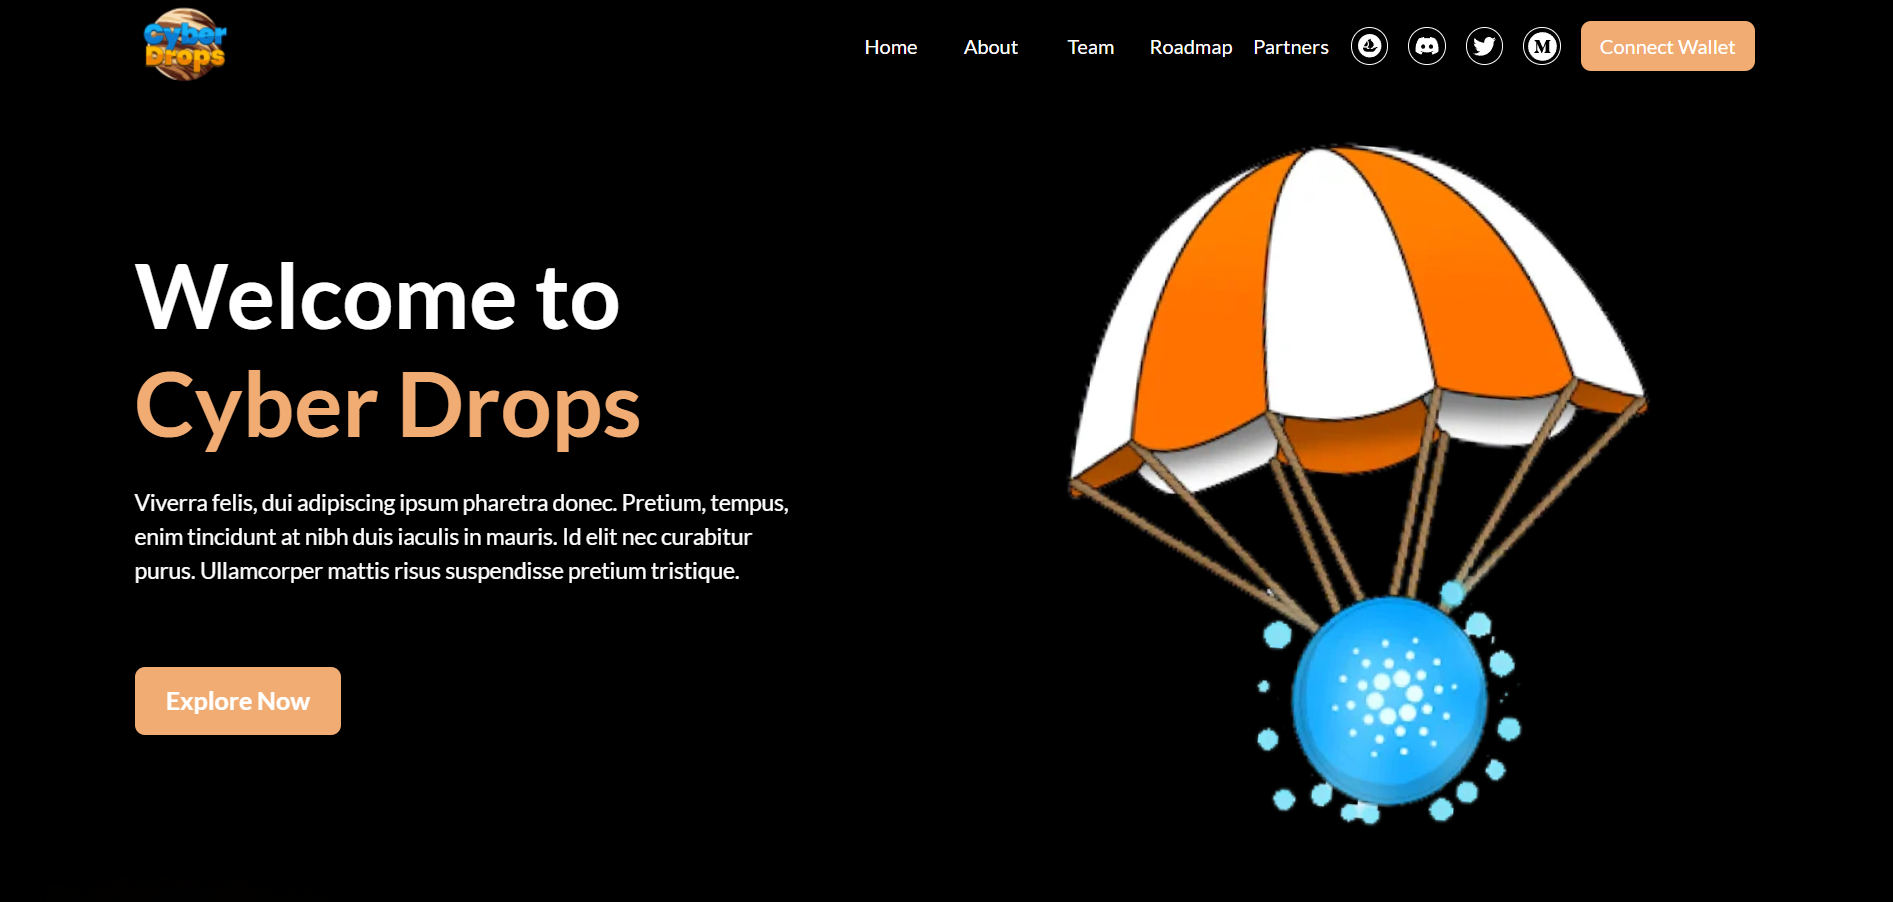 Cyber
Drops
Home About Team Roadmap Partners M Connect Wallet
Welcome to
Cyber Drops
Viverra felis, dui adipiscing ipsum pharetra donec. Pretium, tempus,
enim tincidunt at nibh duis iaculis in mauris. Id elit nec curabitur
purus. Ullamcorper mattis risus suspendisse pretium tristique.
Explore Now